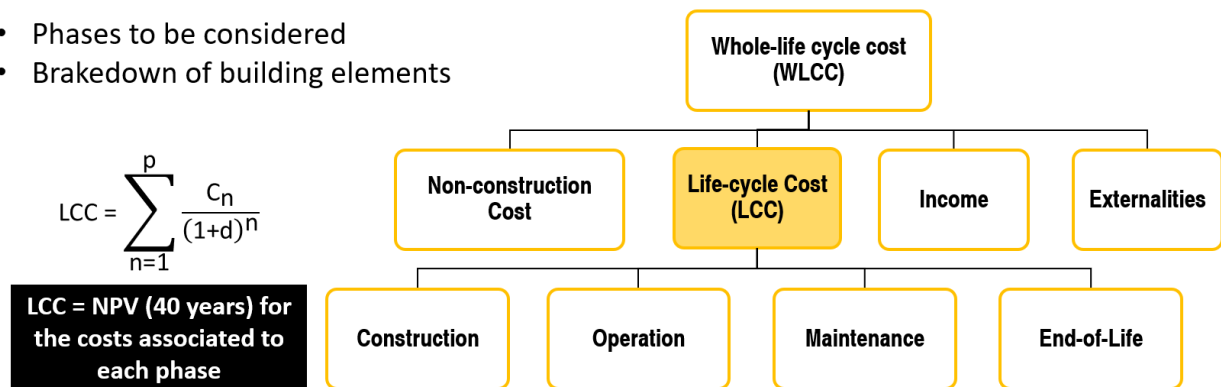 • Phases to be considered
• Brakedown of building elements
LCC = p ∑ n=1 Cn (1+d)n
LCC = NPV (40 years) for
the costs associated to
each phase
Whole-life cycle cost
(WLCC)
Non-construction
Cost
Life-cycle Cost
(LCC)
Income
Externalities
Construction
Operation
Maintenance
End-of-Life